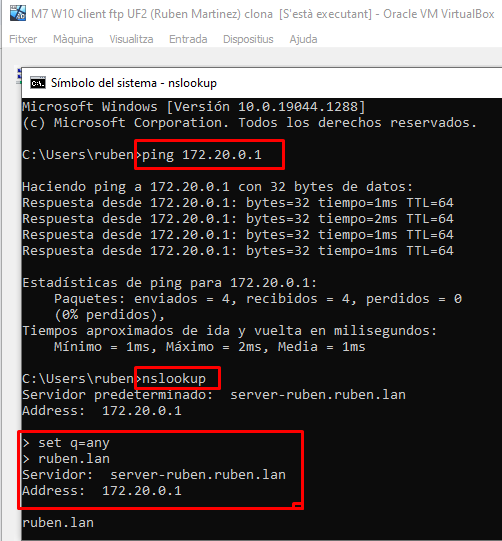 M7 W10 client ftp UF2 (Ruben Martinez) clona [S'està executant] - Oracle VM VirtualBox
Fitxer Màquina Visualitza Entrada Dispositius Ajuda
Símbolo del sistema - nslookup
Microsoft Windows [Versión 10.0.19044.1288]
(c) Microsoft Corporation. Todos los derechos reservados.
C:\Users\ruben>ping 172.20.0.1
Haciendo ping a 172.20.0.1 con 32 bytes de datos:
Respuesta desde 172.20.0.1: bytes=32 tiempo=1ms TTL=64
Respuesta desde 172.20.0.1: bytes=32 tiempo=2ms TTL=64
Respuesta desde 172.20.0.1: bytes=32 tiempo=1ms TTL=64
Respuesta desde 172.20.0.1: bytes=32 tiempo=1ms TTL=64
Estadísticas de ping para 172.20.0.1:
Paquetes: enviados = 4, recibidos = 4, perdidos = 0
(0% perdidos),
Tiempos aproximados de ida y vuelta en milisegundos:
Mínimo = 1ms, Máximo = 2ms, Media = 1ms
C:\Users\ruben>nslookup
Servidor predeterminado: server-ruben.ruben.lan
Address: 172.20.0.1
> set q=any
> ruben.lan
Servidor: server-ruben.ruben.lan
Address: 172.20.0.1
ruben.lan